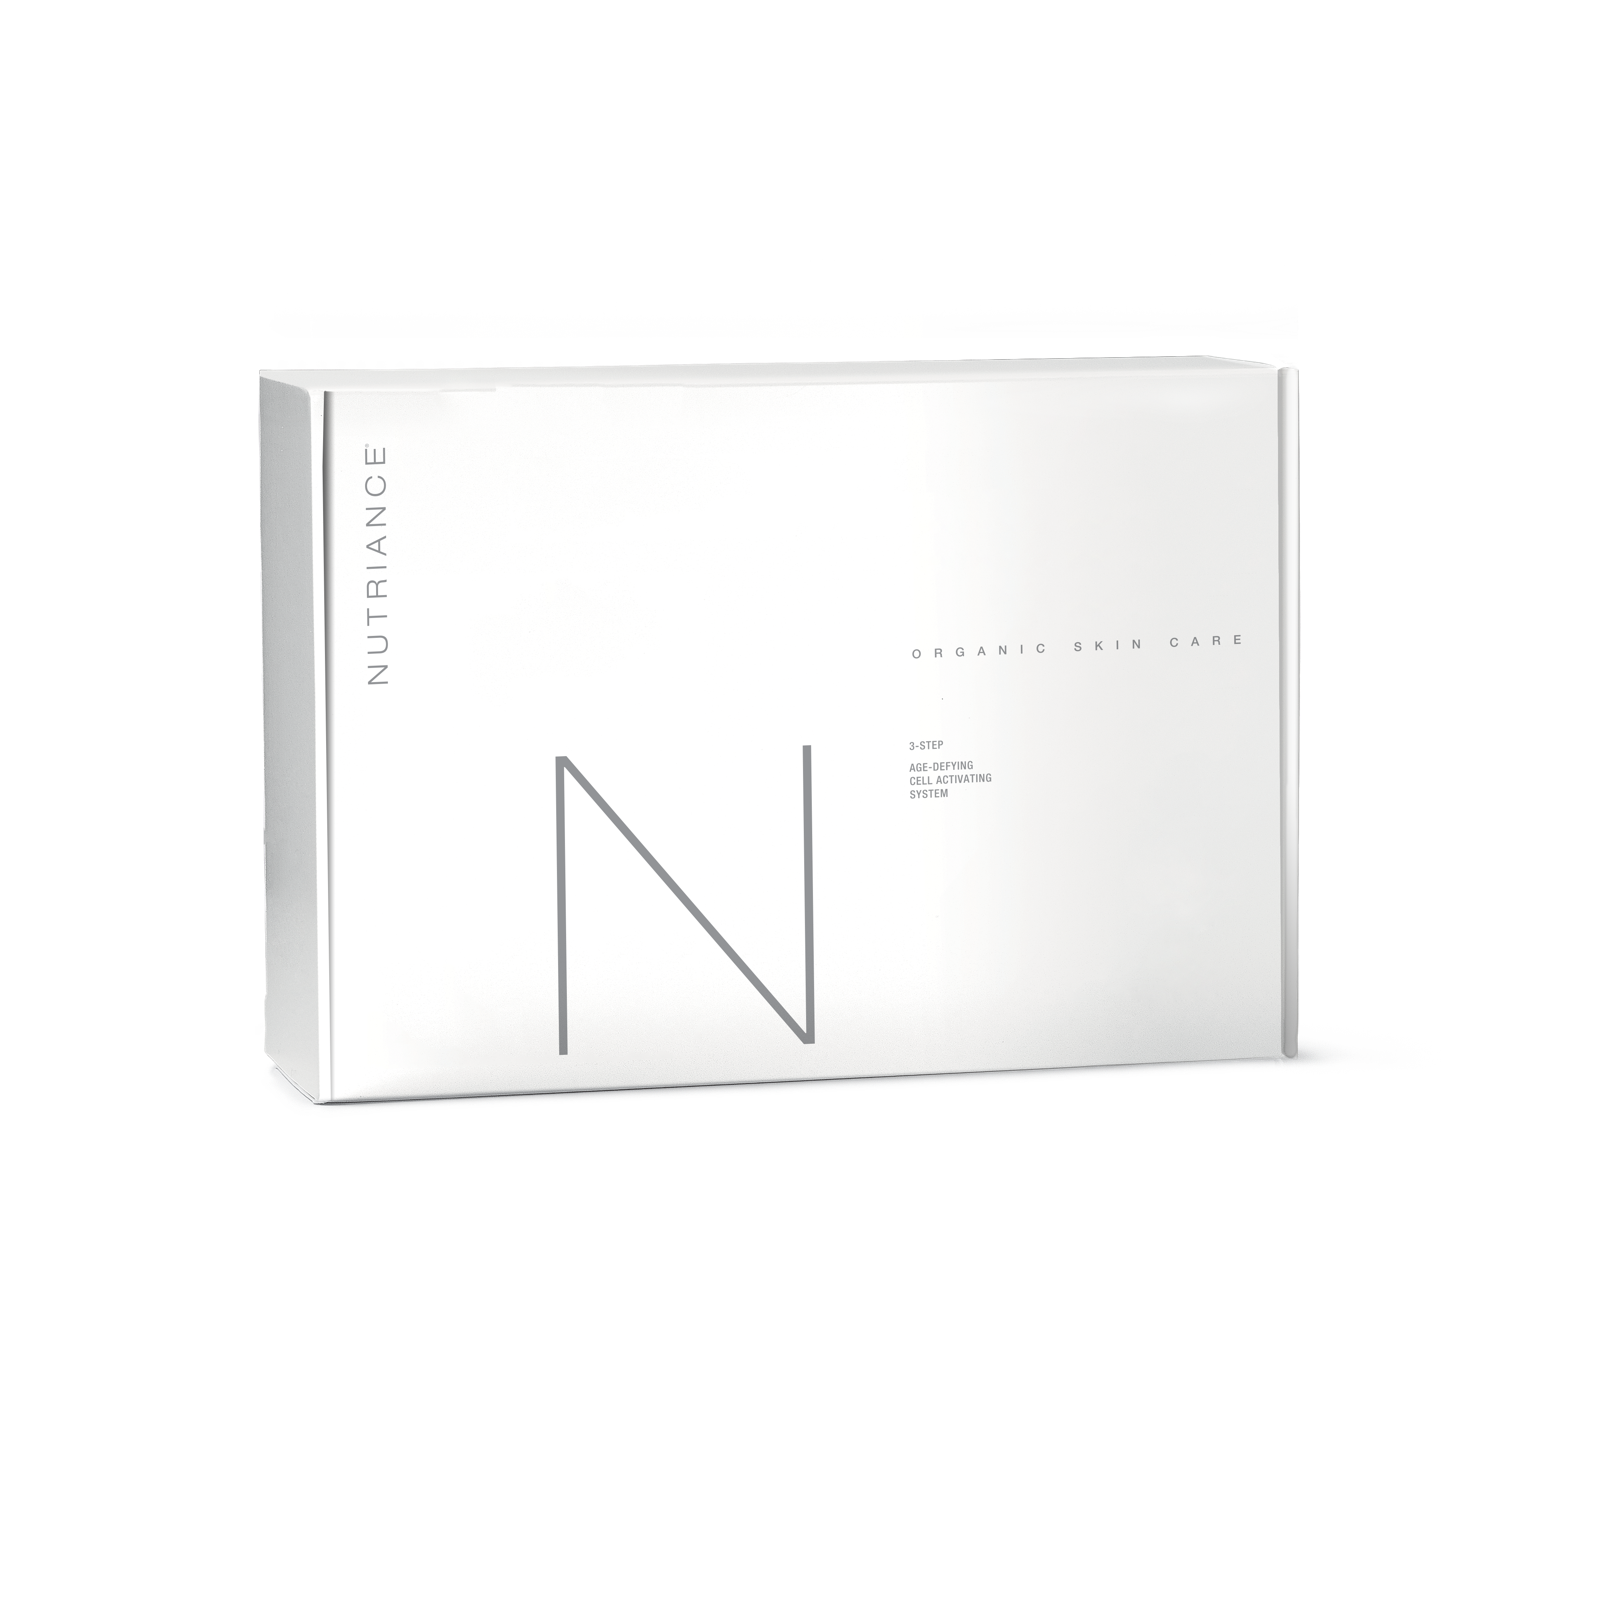 NUTRIANCE
ORGANIC SKIN CARE
3-STEP
AGE-DEFYING
CELL ACTIVATING
SYSTEM
N